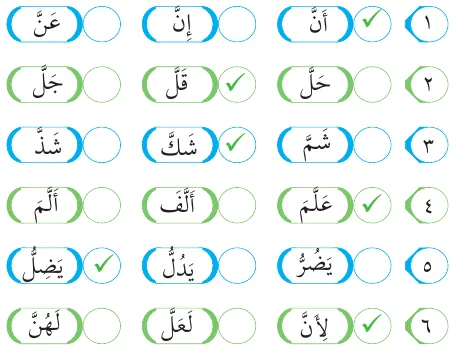 ١ أَنَّ إِنَّ عَنَّ
٢ حَلَّ قَلَّ جَلَّ
٣ شَمَّ شَكَّ شَذَّ
٤ عَلَّمَ أَلَّفَ أَلَّمَ
٥ يَضُرُّ يَدُلُّ يَضِلُّ
٦ لِأَنَّ لَعَلَّ لَهُنَّ